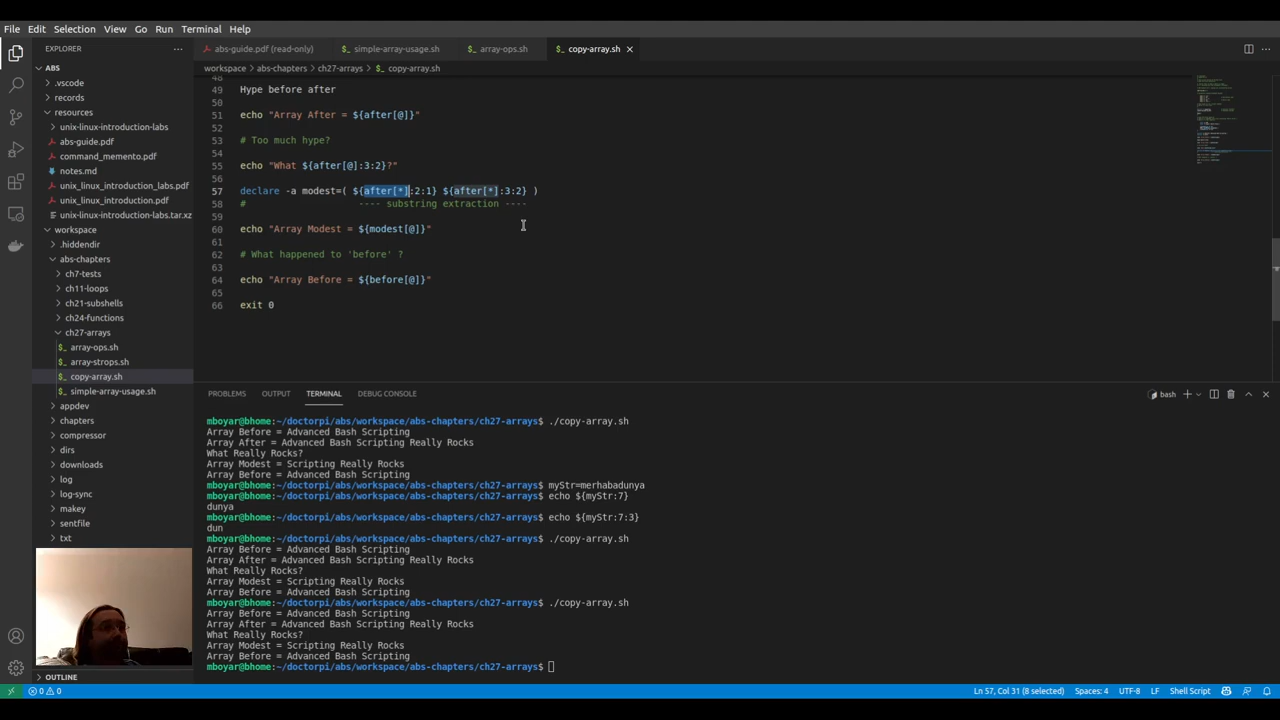 File Edit Selection View Go Run Terminal Help
EXPLORER
ABS
.vscode
records
resources
unix-linux-introduction-labs
abs-guide.pdf
command_memento.pdf
notes.md
unix_linux_introduction_labs.pdf
unix_linux_introduction.pdf
unix-linux-introduction-labs.tar.xz
workspace
.hiddendir
abs-chapters
ch7-tests
ch11-loops
ch21-subshells
ch24-functions
ch27-arrays
array-ops.sh
array-strops.sh
copy-array.sh
simple-array-usage.sh
appdev
chapters
compressor
dirs
downloads
log
log-sync
makey
sentfile
txt
OUTLINE
abs-guide.pdf (read-only) simple-array-usage.sh array-ops.sh copy-array.sh
workspace abs-chapters ch27-arrays copy-array.sh
48
49 Hype before after
50
51 echo "Array After = ${after[@]}"
52
53 # Too much hype?
54
55 echo "What ${after[@]:3:2}?"
56
57 declare -a modest=( ${after[*]:2:1} ${after[*]:3:2} )
58 # ---- substring extraction ----
59
60 echo "Array Modest = ${modest[@]}"
61
62 # What happened to 'before' ?
63
64 echo "Array Before = ${before[@]}"
65
66 exit 0
PROBLEMS OUTPUT TERMINAL DEBUG CONSOLE bash
mboyar@bhome:~/doctorpi/abs/workspace/abs-chapters/ch27-arrays$ ./copy-array.sh
Array Before = Advanced Bash Scripting
Array After = Advanced Bash Scripting Really Rocks
What Really Rocks?
Array Modest = Scripting Really Rocks
Array Before = Advanced Bash Scripting
mboyar@bhome:~/doctorpi/abs/workspace/abs-chapters/ch27-arrays$ myStr=merhabadunya
mboyar@bhome:~/doctorpi/abs/workspace/abs-chapters/ch27-arrays$ echo ${myStr:7}
dunya
mboyar@bhome:~/doctorpi/abs/workspace/abs-chapters/ch27-arrays$ echo ${myStr:7:3}
dun
mboyar@bhome:~/doctorpi/abs/workspace/abs-chapters/ch27-arrays$ ./copy-array.sh
Array Before = Advanced Bash Scripting
Array After = Advanced Bash Scripting Really Rocks
What Really Rocks?
Array Modest = Scripting Really Rocks
Array Before = Advanced Bash Scripting
mboyar@bhome:~/doctorpi/abs/workspace/abs-chapters/ch27-arrays$ ./copy-array.sh
Array Before = Advanced Bash Scripting
Array After = Advanced Bash Scripting Really Rocks
What Really Rocks?
Array Modest = Scripting Really Rocks
Array Before = Advanced Bash Scripting
mboyar@bhome:~/doctorpi/abs/workspace/abs-chapters/ch27-arrays$
0 0 Ln 57, Col 31 (8 selected) Spaces: 4 UTF-8 LF Shell Script